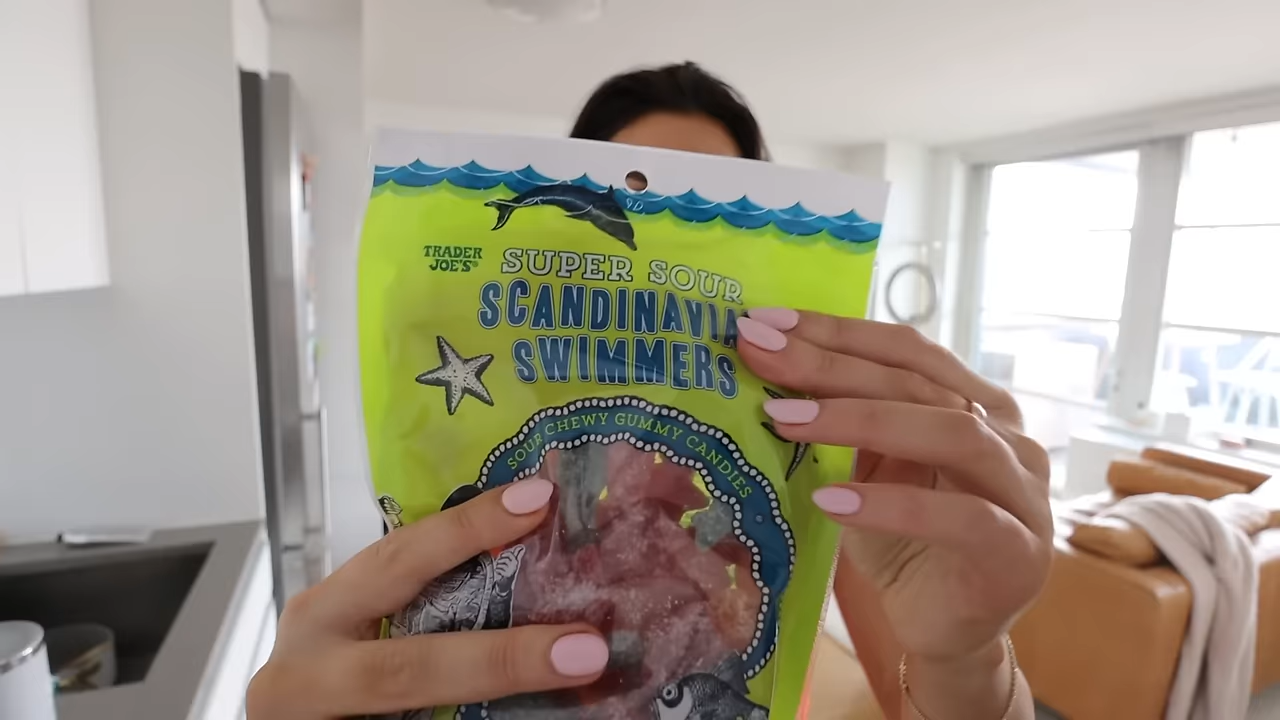 TRADER
JOE'S
SUPER SOUR
SCANDINAVIA
SWIMMERS
SOUR CHEWY GUMMY CANDIES